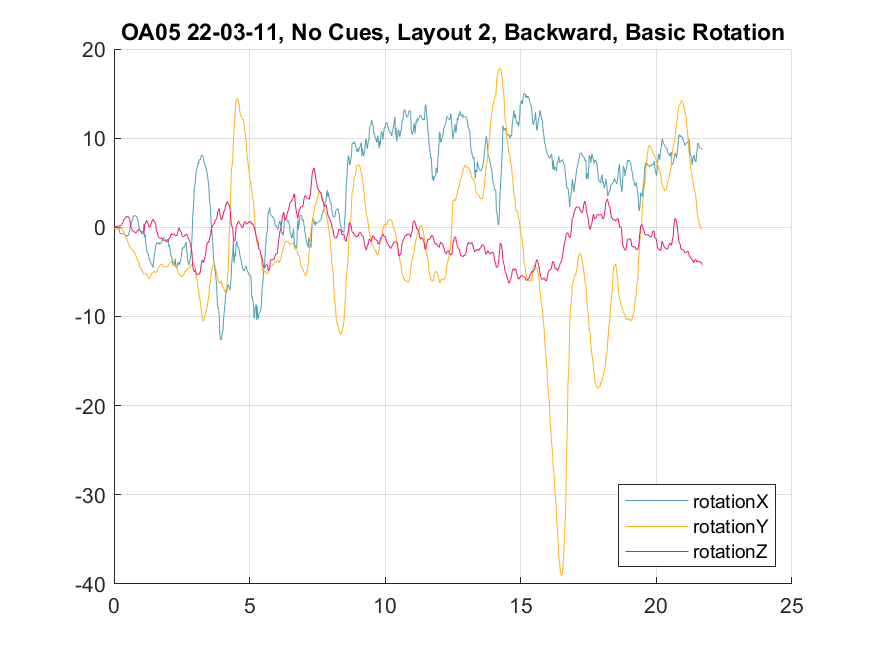 OA05 22-03-11, No Cues, Layout 2, Backward, Basic Rotation
20
10
0
-10
-20
-30
-40
0 5 10 15 20 25
rotationX
rotationY
rotationZ